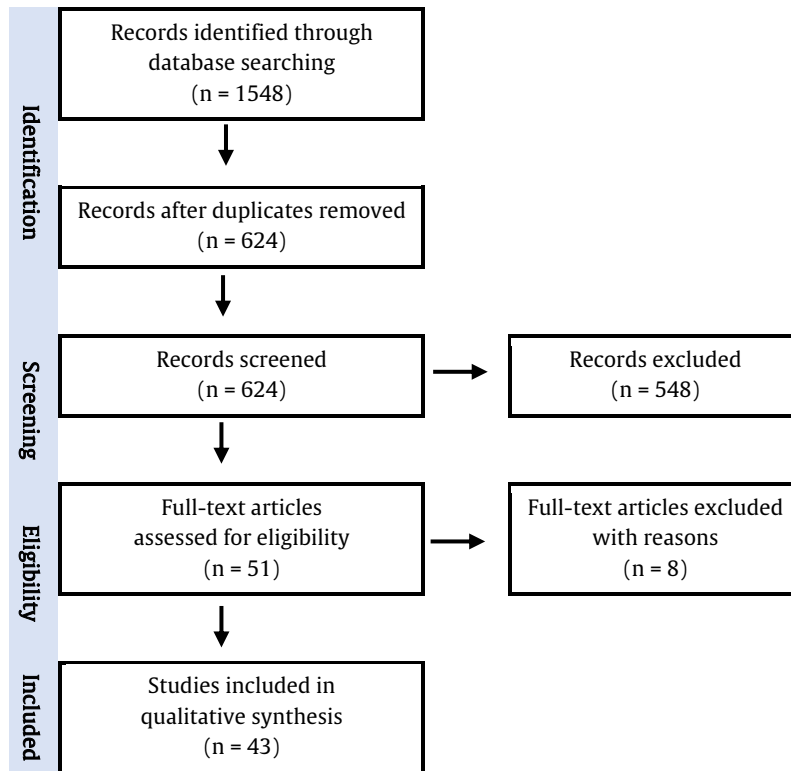 Identification
Records identified through
database searching
(n = 1548)
Records after duplicates removed
(n = 624)
Screening
Records screened
(n = 624)
Records excluded
(n = 548)
Eligibility
Full-text articles
assessed for eligibility
(n = 51)
Full-text articles excluded
with reasons
(n = 8)
Included
Studies included in
qualitative synthesis
(n = 43)